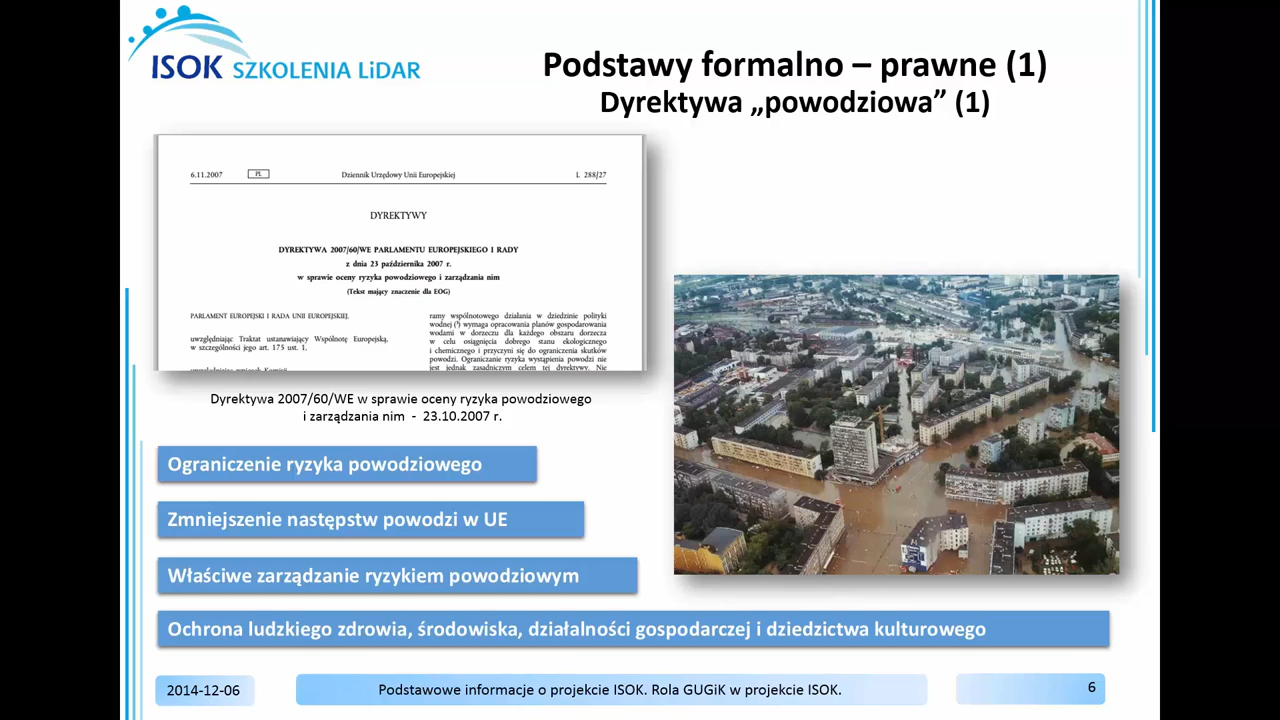 ISOK SZKOLENIA LiDAR
Podstawy formalno – prawne (1)
Dyrektywa „powodziowa” (1)
6.11.2007 PL Dziennik Urzędowy Unii Europejskiej L 288/27
DYREKTYWY
DYREKTYWA 2007/60/WE PARLAMENTU EUROPEJSKIEGO I RADY
z dnia 23 października 2007 r.
w sprawie oceny ryzyka powodziowego i zarządzania nim
(Tekst mający znaczenie dla EOG)
PARLAMENT EUROPEJSKI I RADA UNII EUROPEJSKIEJ,
uwzględniając Traktat ustanawiający Wspólnotę Europejską,
w szczególności jego art. 175 ust. 1,
uwzględniając wniosek Komisji
ramy wspólnotowego działania w dziedzinie polityki
wodnej (³) wymaga opracowania planów gospodarowania
wodami w dorzeczu dla każdego obszaru dorzecza
w celu osiągnięcia dobrego stanu ekologicznego
i chemicznego i przyczyni się do ograniczenia skutków
powodzi. Ograniczanie ryzyka wystąpienia powodzi nie
jest jednak zasadniczym celem tej dyrektywy. Nie
Dyrektywa 2007/60/WE w sprawie oceny ryzyka powodziowego
i zarządzania nim - 23.10.2007 r.
Ograniczenie ryzyka powodziowego
Zmniejszenie następstw powodzi w UE
Właściwe zarządzanie ryzykiem powodziowym
Ochrona ludzkiego zdrowia, środowiska, działalności gospodarczej i dziedzictwa kulturowego
2014-12-06
Podstawowe informacje o projekcie ISOK. Rola GUGiK w projekcie ISOK.
6